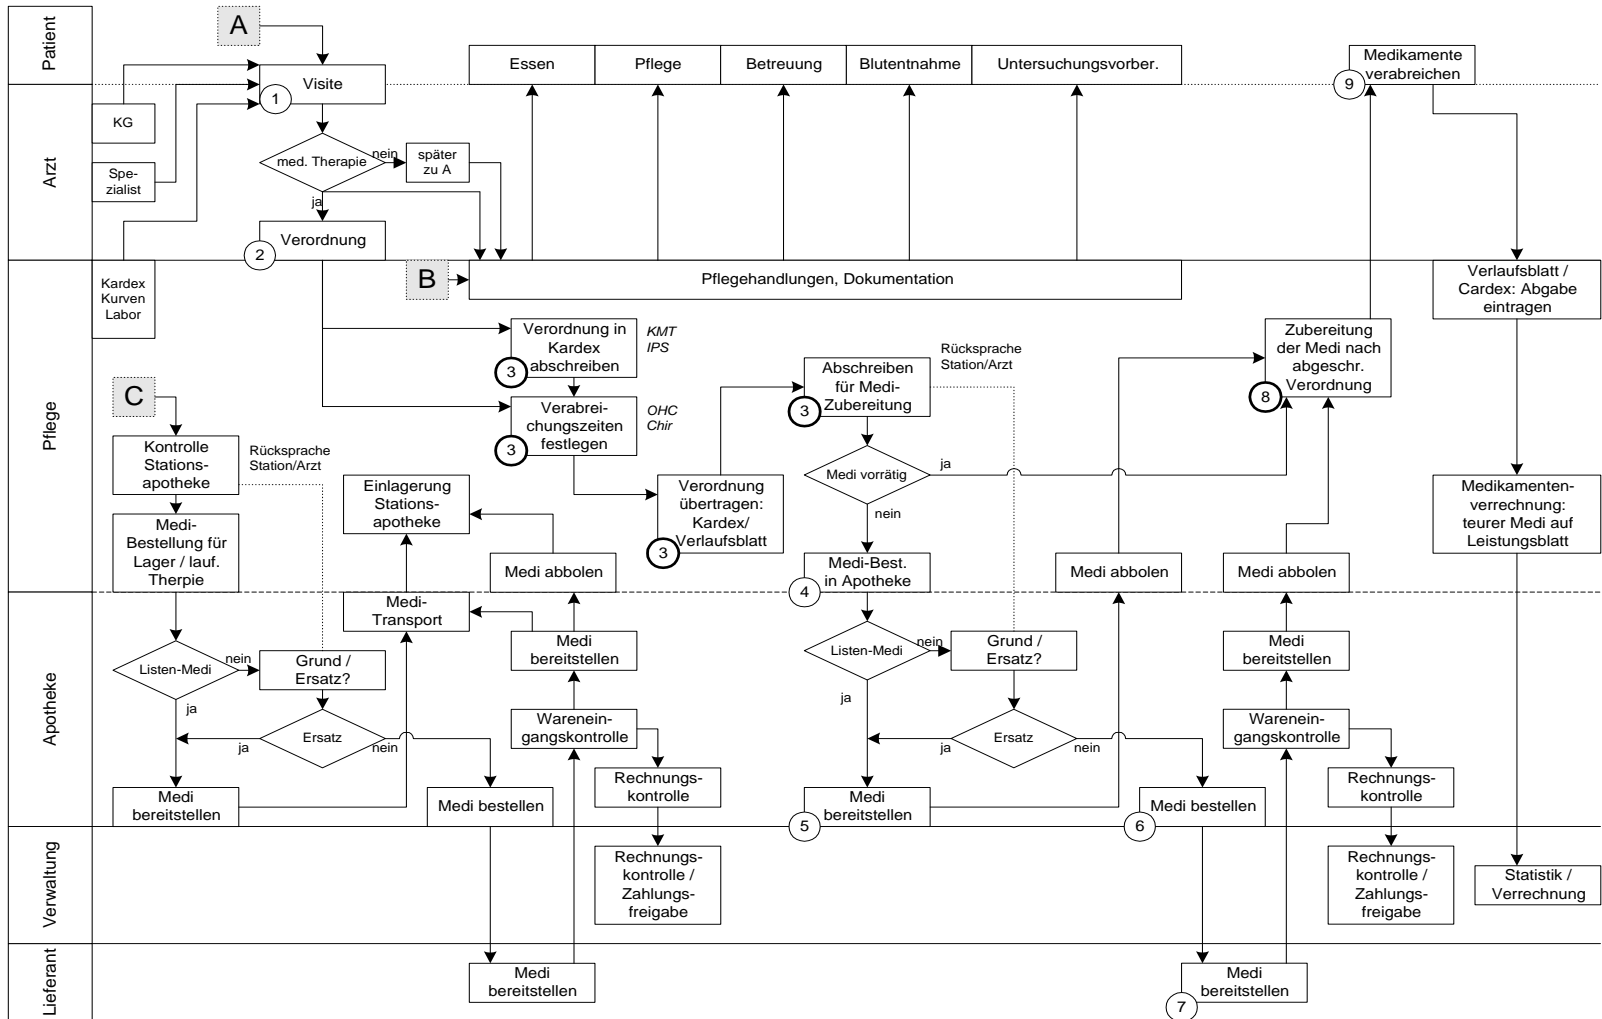 Patient
Arzt
Pflege
Apotheke
Verwaltung
Lieferant
A
Visite
1
KG
Spe-
zialist
med. Therapie
nein
später
zu A
ja
Verordnung
2
Essen
Pflege
Betreuung
Blutentnahme
Untersuchungsvorber.
Medikamente
verabreichen
9
Kardex
Kurven
Labor
B
Pflegehandlungen, Dokumentation
Verlaufsblatt /
Cardex: Abgabe
eintragen
Verordnung in
Kardex
abschreiben
3
KMT
IPS
Verabrei-
chungszeiten
festlegen
3
OHC
Chir
Verordnung
übertragen:
Kardex/
Verlaufsblatt
3
Abschreiben
für Medi-
Zubereitung
3
Rücksprache
Station/Arzt
Zubereitung
der Medi nach
abgeschr.
Verordnung
8
C
Kontrolle
Stations-
apotheke
Rücksprache
Station/Arzt
Medi-
Bestellung für
Lager / lauf.
Therpie
Einlagerung
Stations-
apotheke
Medi abbolen
Medi vorrätig
ja
nein
Medi-Best.
in Apotheke
4
Medi abbolen
Medi abbolen
Medikamenten-
verrechnung:
teurer Medi auf
Leistungsblatt
Medi-
Transport
Medi
bereitstellen
Listen-Medi
nein
ja
Grund /
Ersatz?
Ersatz
ja
nein
Warenein-
gangskontrolle
Rechnungs-
kontrolle
Medi
bereitstellen
Medi bestellen
Listen-Medi
nein
ja
Grund /
Ersatz?
Ersatz
ja
nein
Medi
bereitstellen
5
Medi bestellen
6
Medi
bereitstellen
Warenein-
gangskontrolle
Rechnungs-
kontrolle
Rechnungs-
kontrolle /
Zahlungs-
freigabe
Rechnungs-
kontrolle /
Zahlungs-
freigabe
Statistik /
Verrechnung
Medi
bereitstellen
Medi
bereitstellen
7